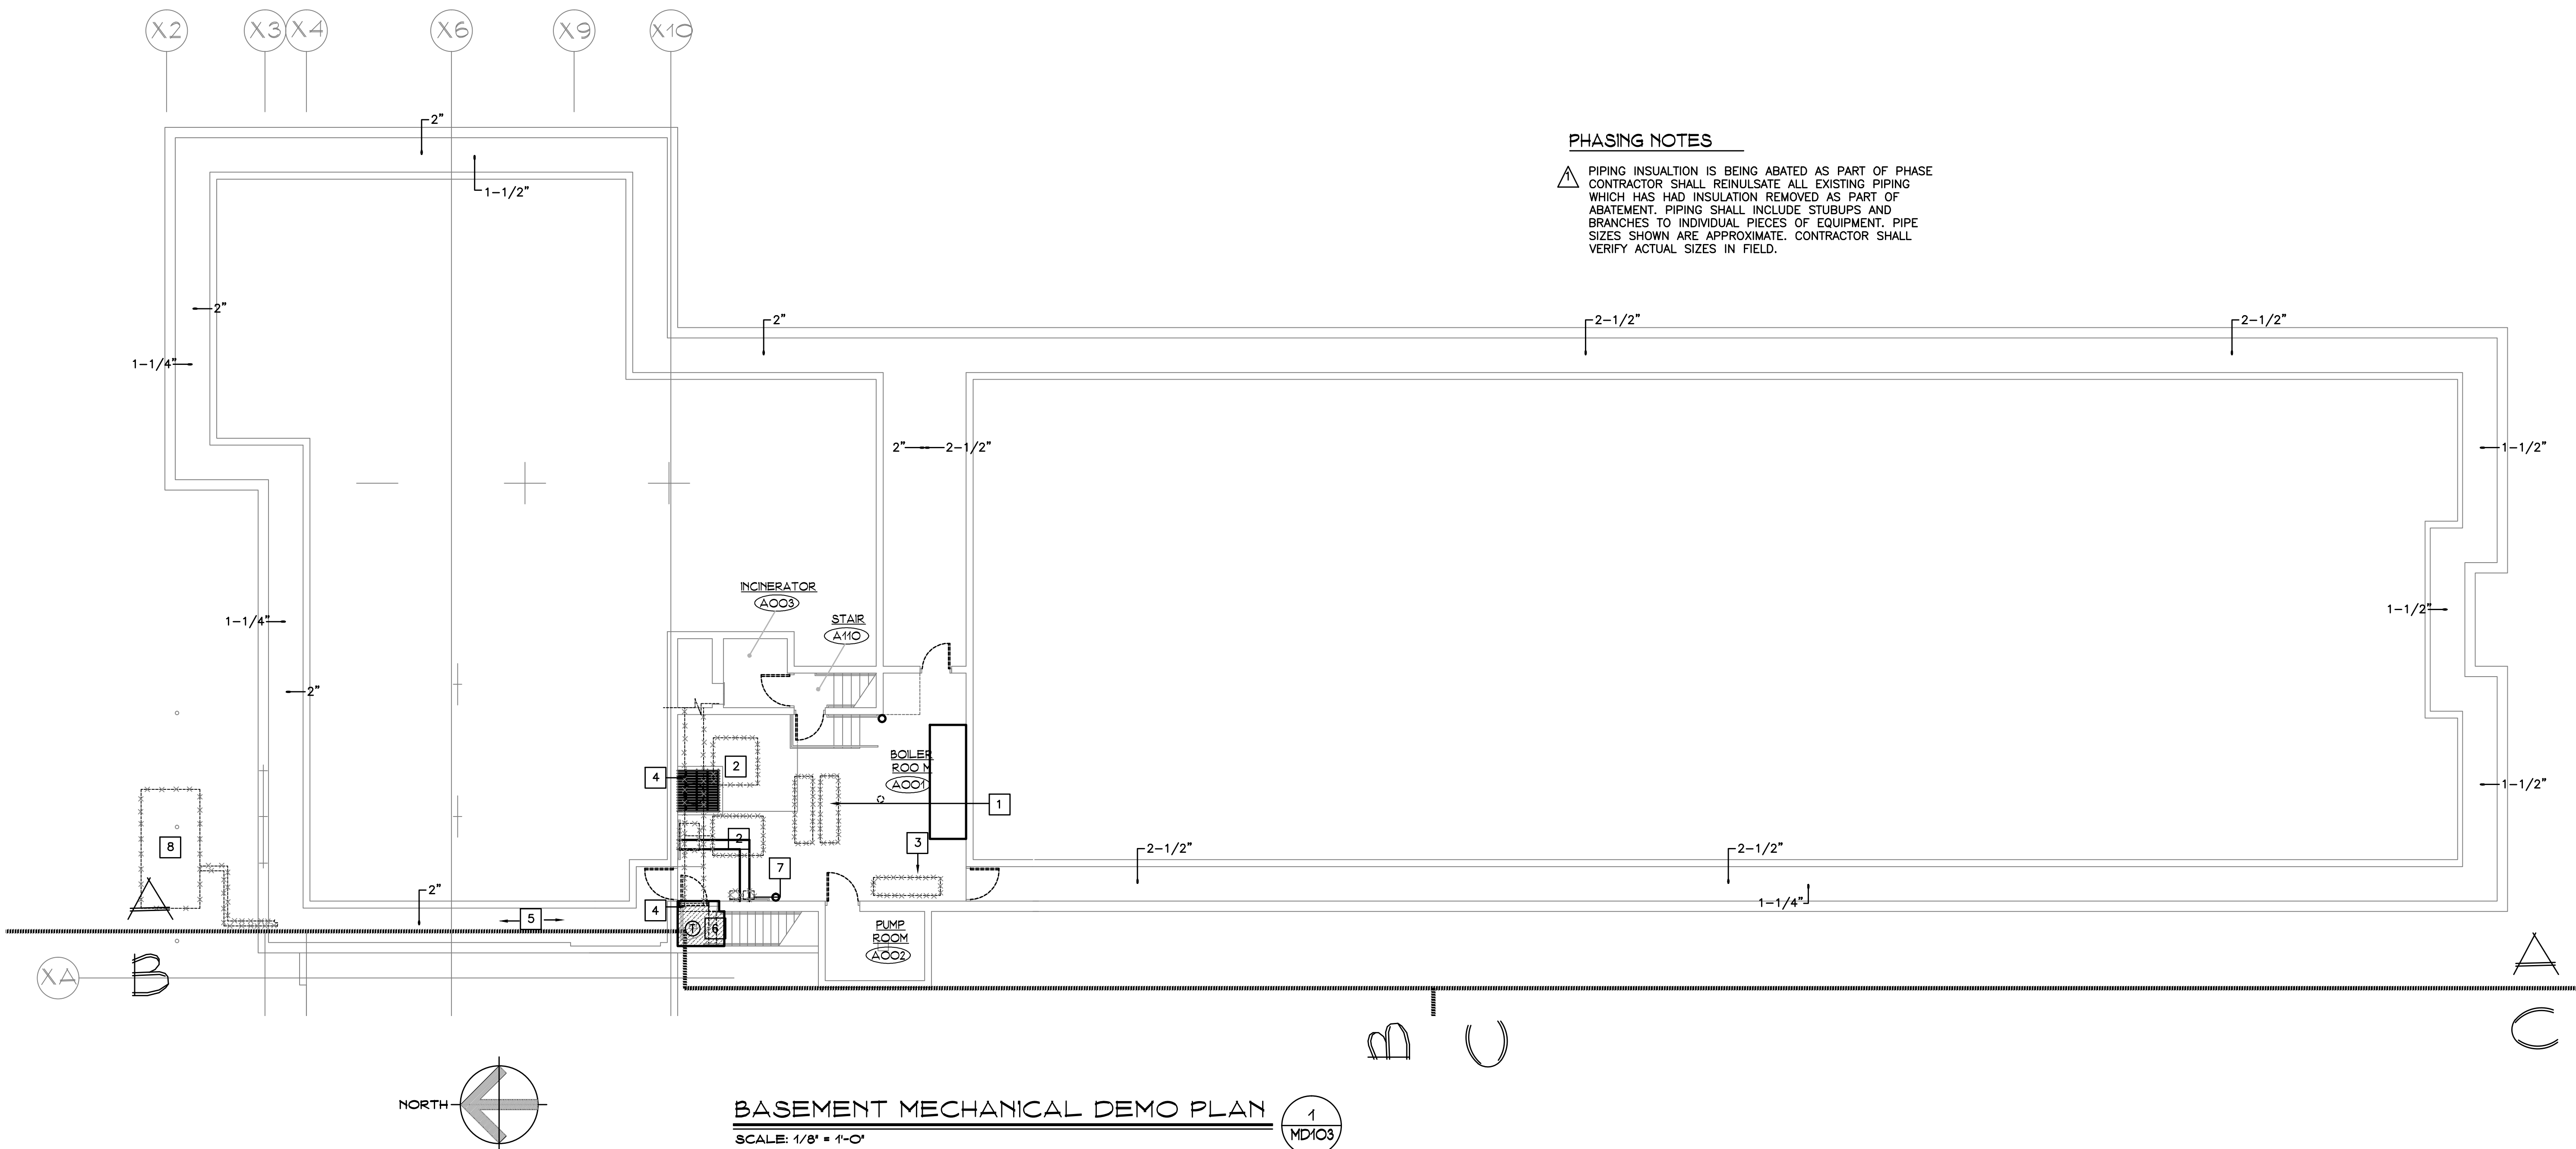 X2 X3 X4 X6 X9 X10
2"
1-1/2"
PHASING NOTES
1 PIPING INSUALTION IS BEING ABATED AS PART OF PHASE
CONTRACTOR SHALL REINULSATE ALL EXISTING PIPING
WHICH HAS HAD INSULATION REMOVED AS PART OF
ABATEMENT. PIPING SHALL INCLUDE STUBUPS AND
BRANCHES TO INDIVIDUAL PIECES OF EQUIPMENT. PIPE
SIZES SHOWN ARE APPROXIMATE. CONTRACTOR SHALL
VERIFY ACTUAL SIZES IN FIELD.
2"
2" 2-1/2" 2-1/2"
1-1/4"
2" 2-1/2" 1-1/2"
INCINERATOR
A003
STAIR
A110
1-1/2"
1-1/4"
2"
BOILER
ROOM
A001
2
4
1-1/2"
1
2
3
8
2-1/2" 2-1/2"
7
2"
1-1/4"
4
5
1 6
PUMP
ROOM
A002
A
B
XA
A
B C
C
NORTH
BASEMENT MECHANICAL DEMO PLAN
SCALE: 1/8" = 1'-0"
1
MD103